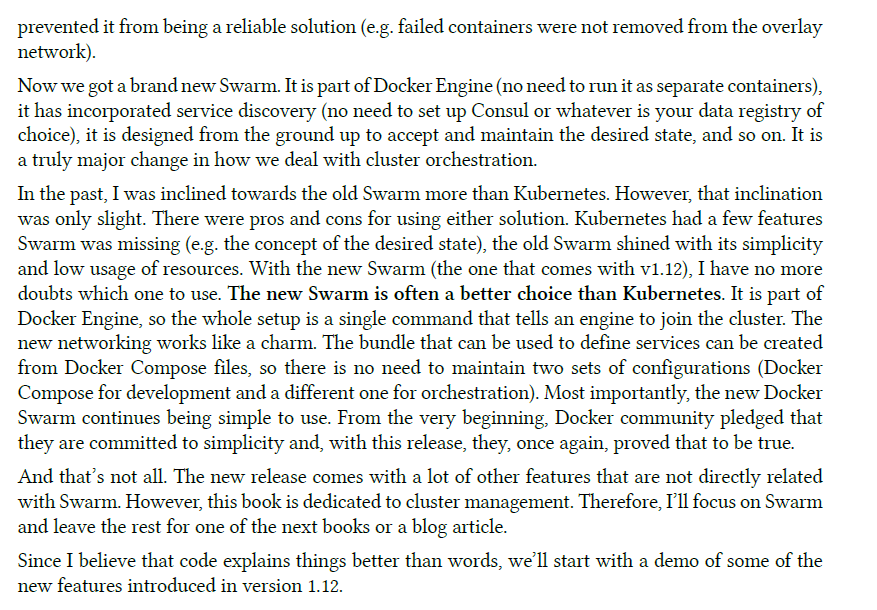 prevented it from being a reliable solution (e.g. failed containers were not removed from the overlay
network).
Now we got a brand new Swarm. It is part of Docker Engine (no need to run it as separate containers),
it has incorporated service discovery (no need to set up Consul or whatever is your data registry of
choice), it is designed from the ground up to accept and maintain the desired state, and so on. It is
a truly major change in how we deal with cluster orchestration.
In the past, I was inclined towards the old Swarm more than Kubernetes. However, that inclination
was only slight. There were pros and cons for using either solution. Kubernetes had a few features
Swarm was missing (e.g. the concept of the desired state), the old Swarm shined with its simplicity
and low usage of resources. With the new Swarm (the one that comes with v1.12), I have no more
doubts which one to use. The new Swarm is often a better choice than Kubernetes. It is part of
Docker Engine, so the whole setup is a single command that tells an engine to join the cluster. The
new networking works like a charm. The bundle that can be used to define services can be created
from Docker Compose files, so there is no need to maintain two sets of configurations (Docker
Compose for development and a different one for orchestration). Most importantly, the new Docker
Swarm continues being simple to use. From the very beginning, Docker community pledged that
they are committed to simplicity and, with this release, they, once again, proved that to be true.
And that's not all. The new release comes with a lot of other features that are not directly related
with Swarm. However, this book is dedicated to cluster management. Therefore, I'll focus on Swarm
and leave the rest for one of the next books or a blog article.
Since I believe that code explains things better than words, we'll start with a demo of some of the
new features introduced in version 1.12.